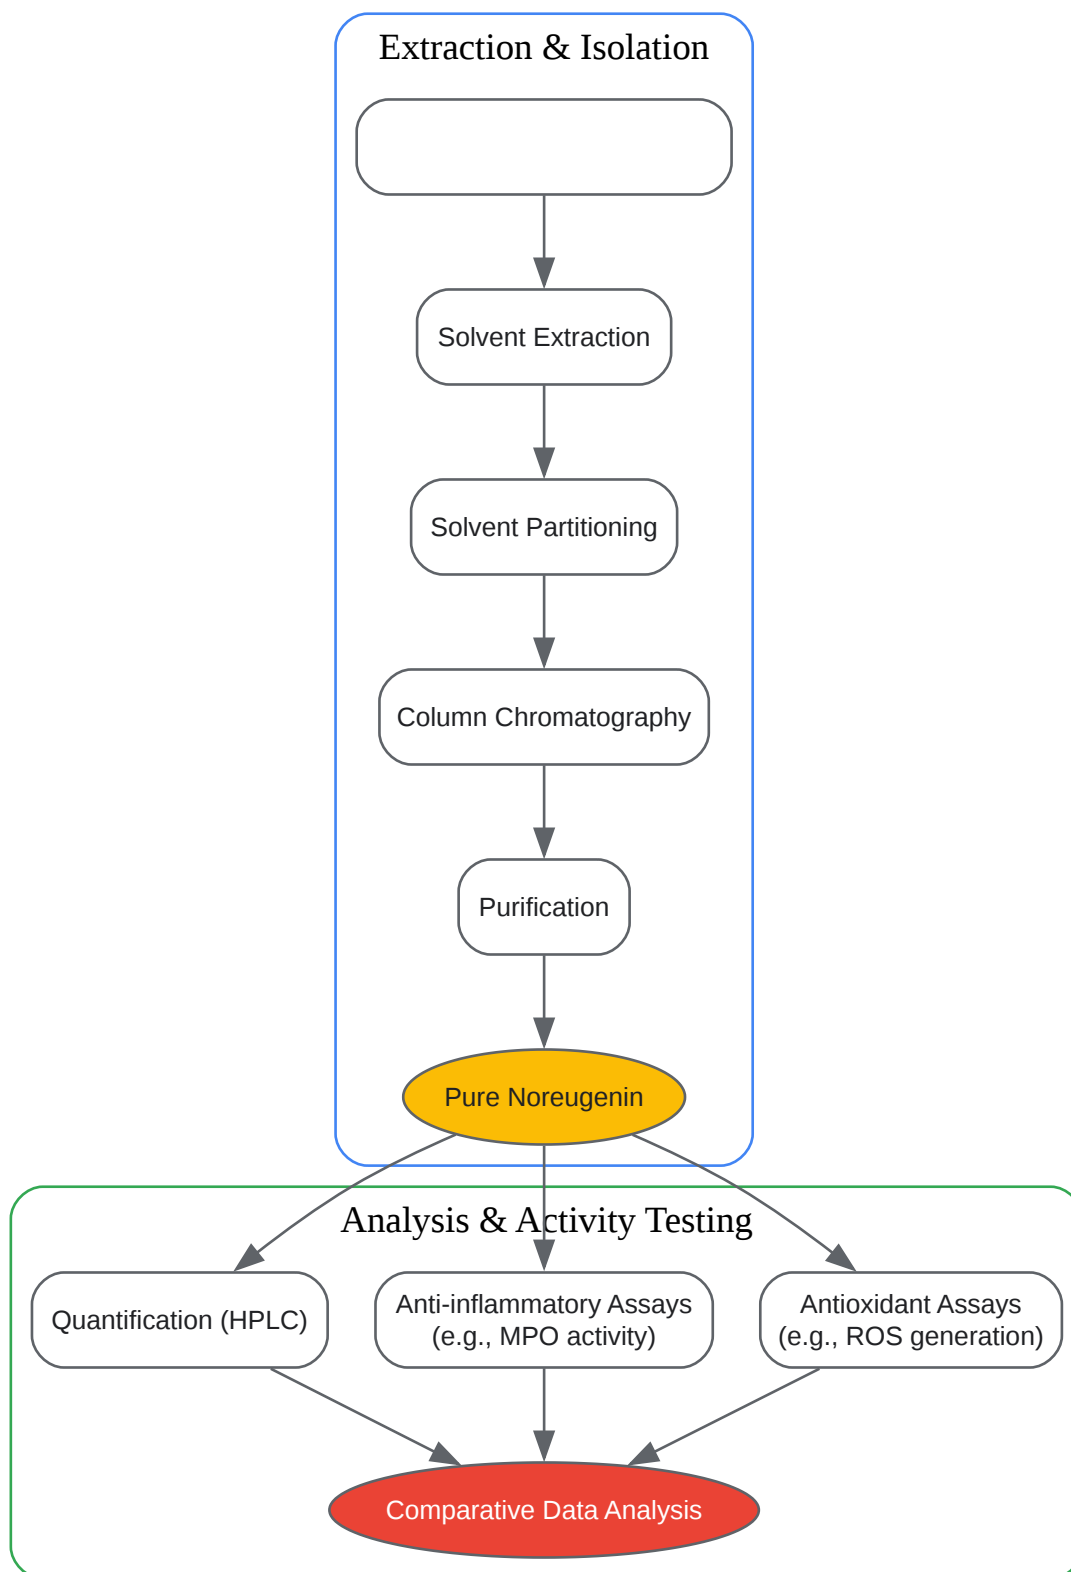 Extraction & Isolation
Solvent Extraction
Solvent Partitioning
Column Chromatography
Purification
Pure Noreugenin
Analysis & Activity Testing
Quantification (HPLC)
Anti-inflammatory Assays
(e.g., MPO activity)
Antioxidant Assays
(e.g., ROS generation)
Comparative Data Analysis